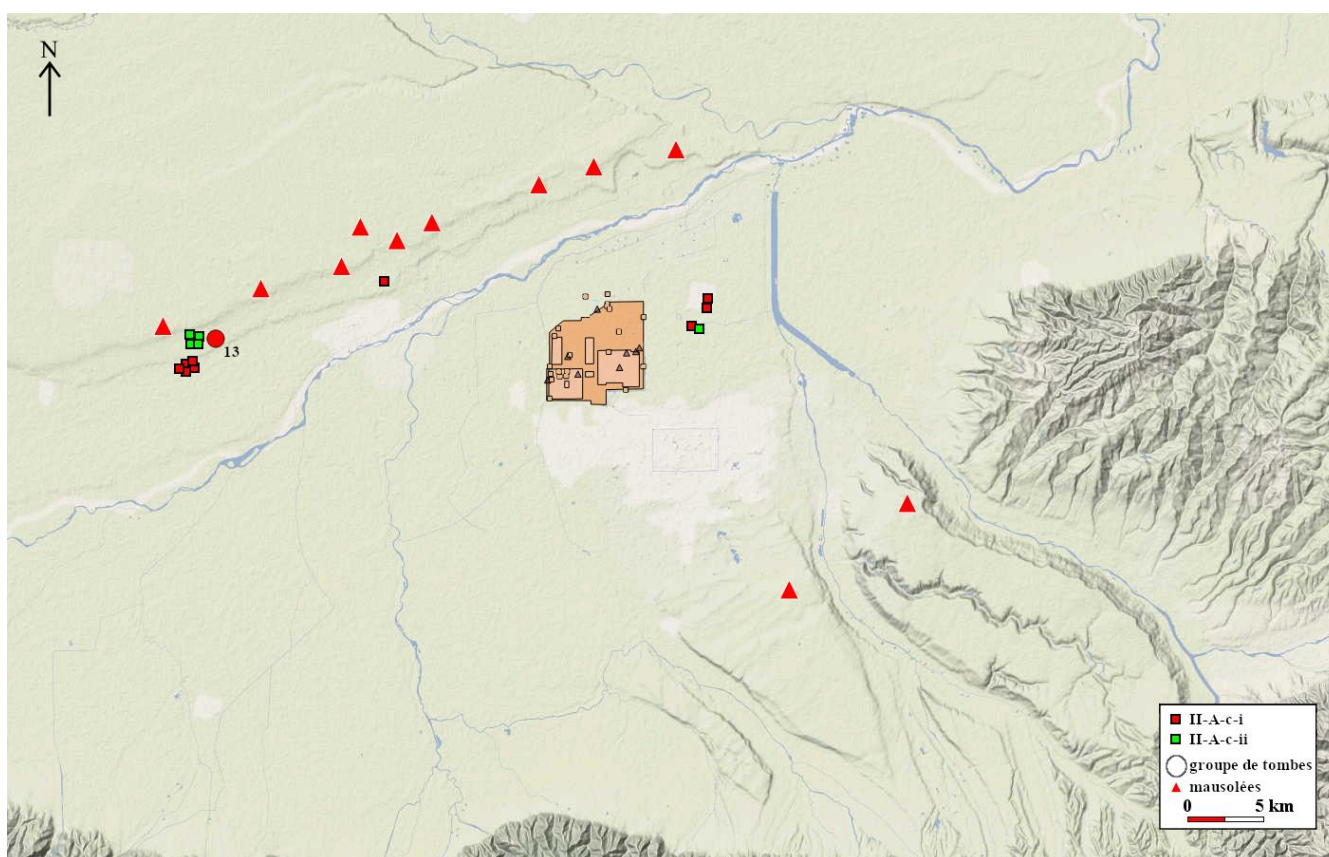 N
13
II-A-c-i
II-A-c-ii
groupe de tombes
mausolées
0 5 km